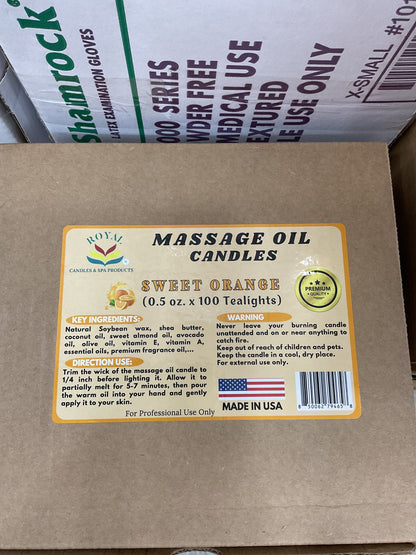 Shamrock®
LATEX EXAMINATION GLOVES
000 SERIES
WDER FREE
MEDICAL USE
TEXTURED
LE USE ONLY
X-SMALL #10
ROYAL
CANDLES & SPA PRODUCTS
MASSAGE OIL
CANDLES
SWEET ORANGE
(0.5 oz. x 100 Tealights)
PREMIUM
QUALITY
KEY INGREDIENTS:
Natural Soybean wax, shea butter,
coconut oil, sweet almond oil, avocado
oil, olive oil, vitamin E, vitamin A,
essential oils, premium fragrance oil,...
DIRECTION USE:
Trim the wick of the massage oil candle to
1/4 inch before lighting it. Allow it to
partially melt for 5-7 minutes, then pour
the warm oil into your hand and gently
apply it to your skin.
For Professional Use Only
WARNING
Never leave your burning candle
unattended and on or near anything to
catch fire.
Keep out of reach of children and pets.
Keep the candle in a cool, dry place.
For external use only.
MADE IN USA
8 50062 79465 8